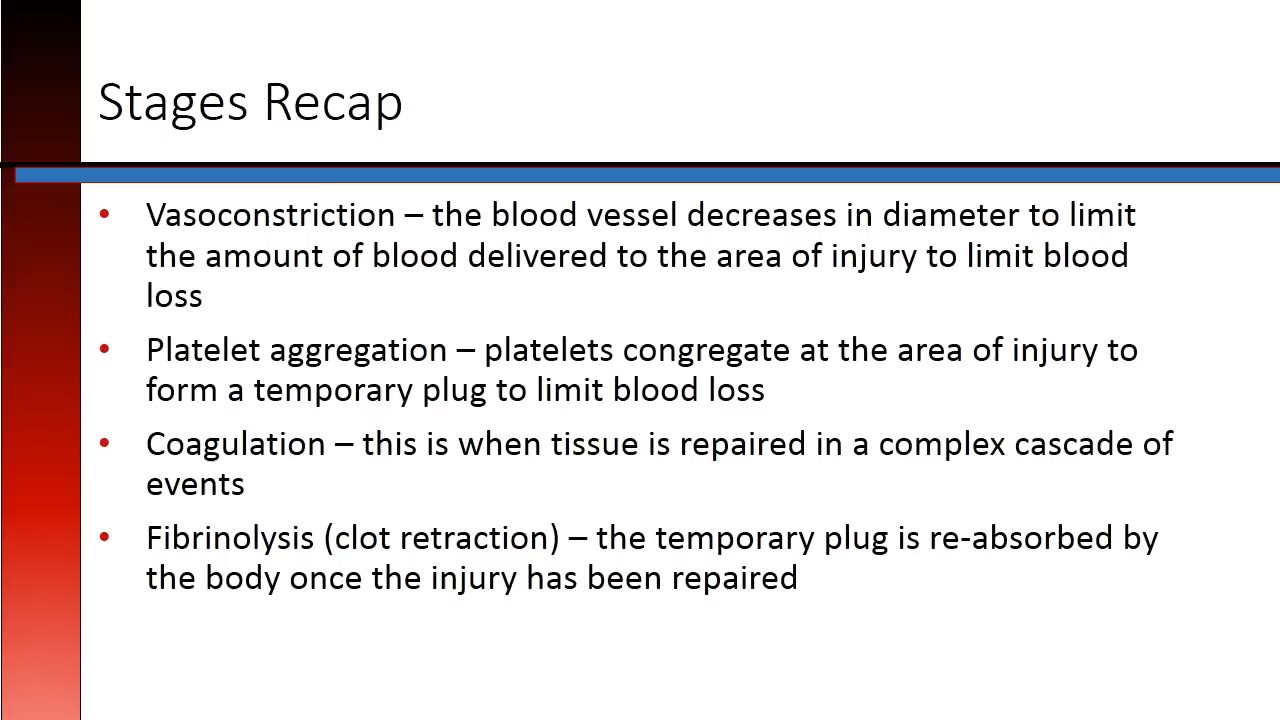 Stages Recap
• Vasoconstriction – the blood vessel decreases in diameter to limit
the amount of blood delivered to the area of injury to limit blood
loss
• Platelet aggregation – platelets congregate at the area of injury to
form a temporary plug to limit blood loss
• Coagulation – this is when tissue is repaired in a complex cascade of
events
• Fibrinolysis (clot retraction) – the temporary plug is re-absorbed by
the body once the injury has been repaired